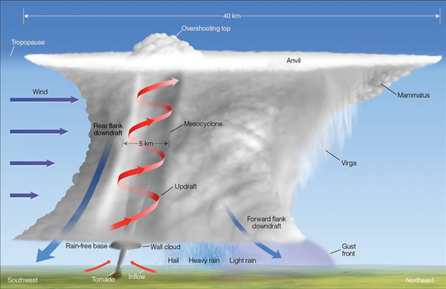 40 km
Overshooting top
Tropopause
Anvil
Wind
Mammatus
Rear flank
downdraft
Mesocyclone
5 km
Virga
Updraft
Forward flank
downdraft
Rain-free base
Wall cloud
Gust
front
Hail
Heavy rain
Light rain
Southwest
Tornado
Inflow
Northeast